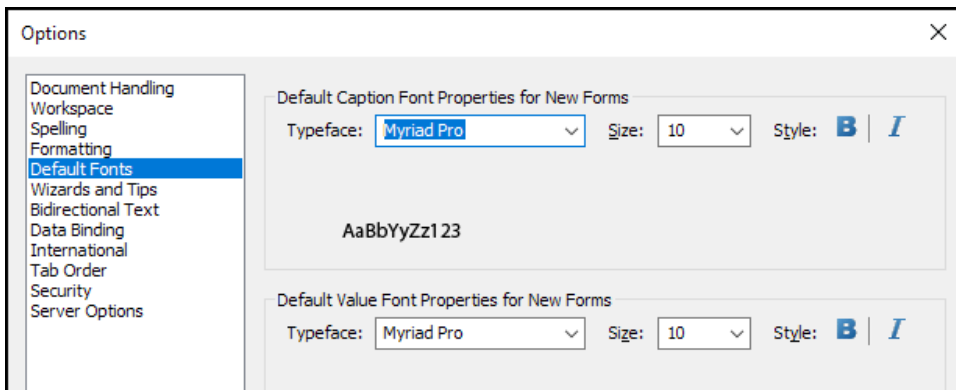 Options
Document Handling
Workspace
Spelling
Formatting
Default Fonts
Wizards and Tips
Bidirectional Text
Data Binding
International
Tab Order
Security
Server Options
Default Caption Font Properties for New Forms
Typeface: Myriad Pro Size: 10 Style: B I
AaBbYyZz123
Default Value Font Properties for New Forms
Typeface: Myriad Pro Size: 10 Style: B I